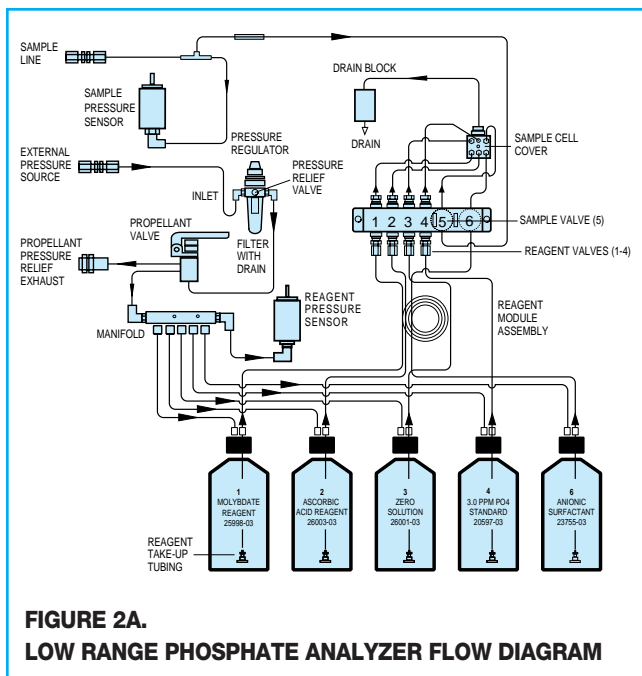 SAMPLE
LINE
SAMPLE
PRESSURE
SENSOR
DRAIN BLOCK
DRAIN
SAMPLE CELL
COVER
PRESSURE
REGULATOR
PRESSURE
RELIEF
VALVE
EXTERNAL
PRESSURE
SOURCE
INLET
FILTER
WITH
DRAIN
PROPELLANT
VALVE
PROPELLANT
PRESSURE
RELIEF
EXHAUST
1 2 3 4 5 6
SAMPLE VALVE (5)
REAGENT VALVES (1-4)
REAGENT
PRESSURE
SENSOR
REAGENT
MODULE
ASSEMBLY
MANIFOLD
1
MOLYBDATE
REAGENT
25998-03
2
ASCORBIC
ACID REAGENT
26003-03
3
ZERO
SOLUTION
26001-03
4
3.0 PPM PO4
STANDARD
20597-03
6
ANIONIC
SURFACTANT
23755-03
REAGENT
TAKE-UP
TUBING
FIGURE 2A.
LOW RANGE PHOSPHATE ANALYZER FLOW DIAGRAM